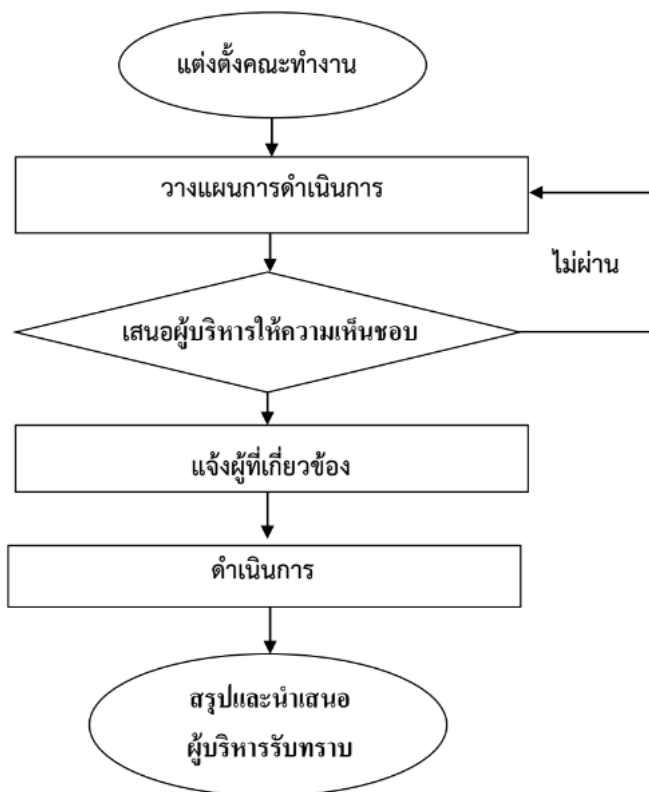 แต่งตั้งคณะทำงาน
วางแผนการดำเนินการ
ไม่ผ่าน
เสนอผู้บริหารให้ความเห็นชอบ
แจ้งผู้ที่เกี่ยวข้อง
ดำเนินการ
สรุปและนำเสนอ
ผู้บริหารรับทราบ